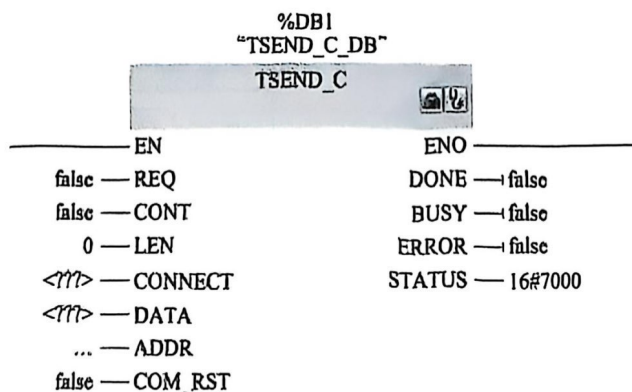 %DB1
"TSEND_C_DB"
TSEND_C
EN ENO
false REQ DONE false
false CONT BUSY false
0 LEN ERROR false
<???> CONNECT STATUS 16#7000
<???> DATA
... ADDR
false COM_RST